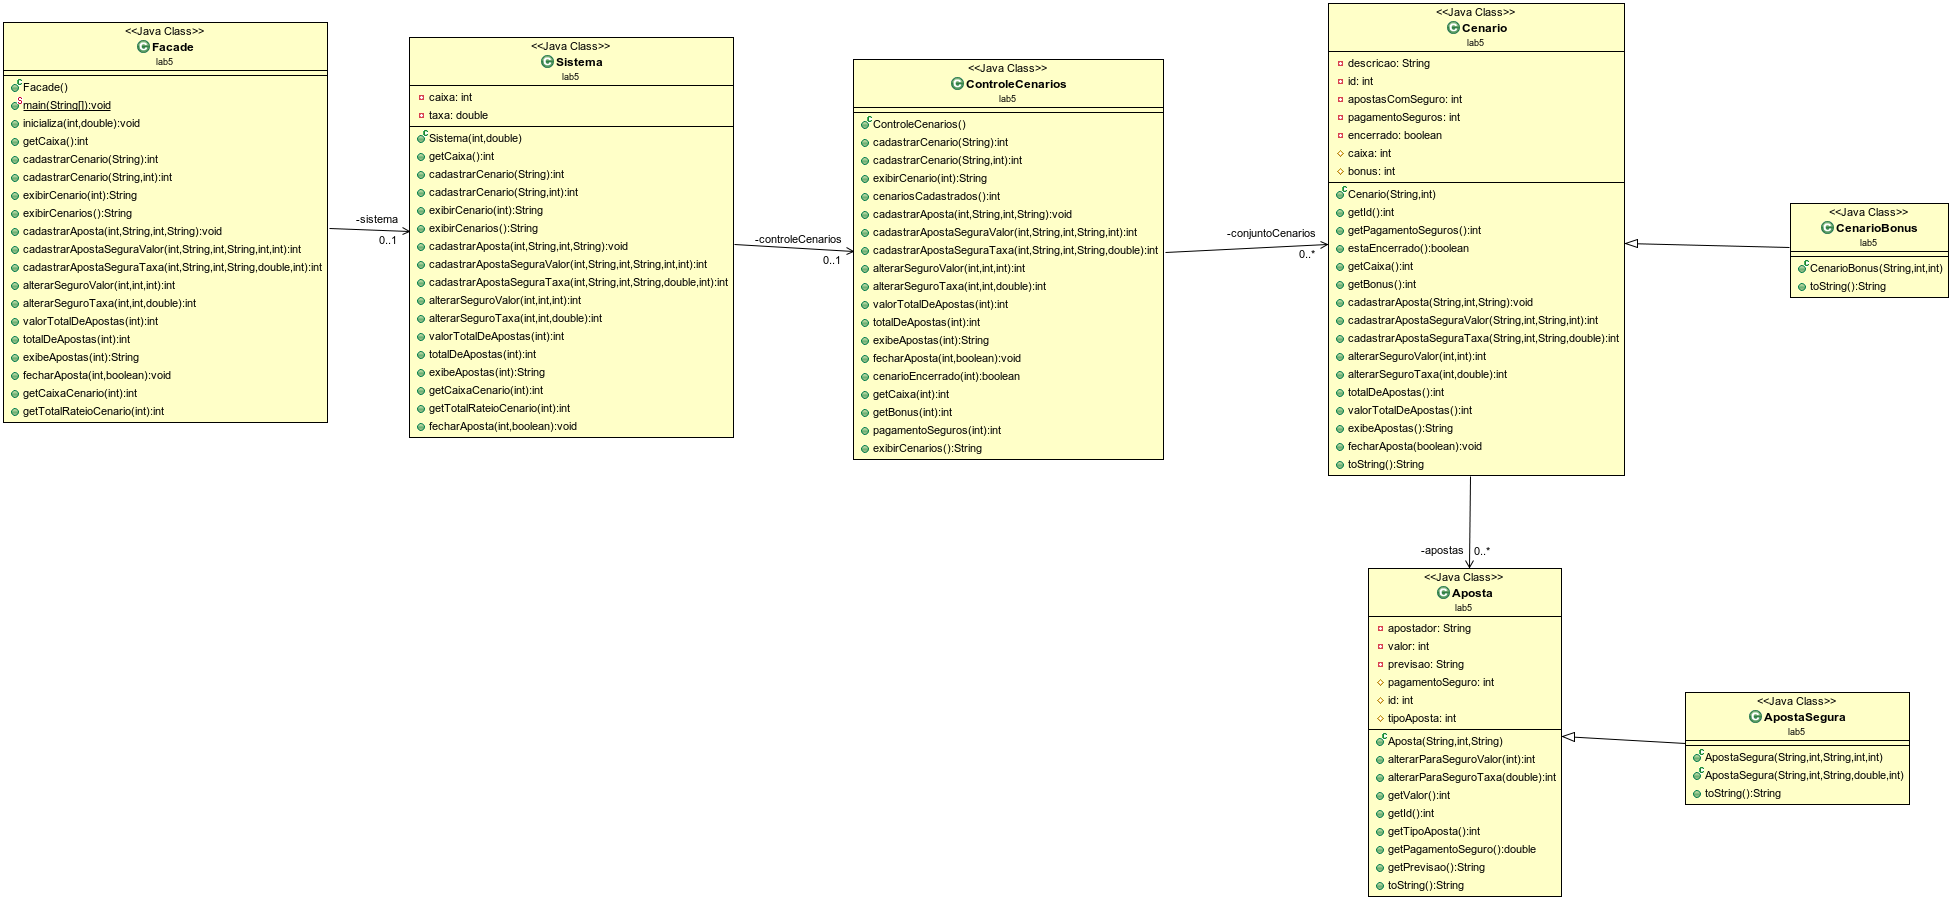 <<Java Class>>
Facade
lab5
Facade()
main(String[]):void
inicializa(int,double):void
getCaixa():int
cadastrarCenario(String):int
cadastrarCenario(String,int):int
exibirCenario(int):String
exibirCenarios():String
cadastrarAposta(int,String,int,String):void
cadastrarApostaSeguraValor(int,String,int,String,int,int):int
cadastrarApostaSeguraTaxa(int,String,int,String,double,int):int
alterarSeguroValor(int,int,int):int
alterarSeguroTaxa(int,int,double):int
valorTotalDeApostas(int):int
totalDeApostas(int):int
exibeApostas(int):String
fecharAposta(int,boolean):void
getCaixaCenario(int):int
getTotalRateioCenario(int):int
-sistema
0..1
<<Java Class>>
Sistema
lab5
caixa: int
taxa: double
Sistema(int,double)
getCaixa():int
cadastrarCenario(String):int
cadastrarCenario(String,int):int
exibirCenario(int):String
exibirCenarios():String
cadastrarAposta(int,String,int,String):void
cadastrarApostaSeguraValor(int,String,int,String,int,int):int
cadastrarApostaSeguraTaxa(int,String,int,String,double,int):int
alterarSeguroValor(int,int,int):int
alterarSeguroTaxa(int,int,double):int
valorTotalDeApostas(int):int
totalDeApostas(int):int
exibeApostas(int):String
getCaixaCenario(int):int
getTotalRateioCenario(int):int
fecharAposta(int,boolean):void
-controleCenarios
0..1
<<Java Class>>
ControleCenarios
lab5
ControleCenarios()
cadastrarCenario(String):int
cadastrarCenario(String,int):int
exibirCenario(int):String
cenariosCadastrados():int
cadastrarAposta(int,String,int,String):void
cadastrarApostaSeguraValor(int,String,int,String,int):int
cadastrarApostaSeguraTaxa(int,String,int,String,double):int
alterarSeguroValor(int,int,int):int
alterarSeguroTaxa(int,int,double):int
valorTotalDeApostas(int):int
totalDeApostas(int):int
exibeApostas(int):String
fecharAposta(int,boolean):void
cenarioEncerrado(int):boolean
getCaixa(int):int
getBonus(int):int
pagamentoSeguros(int):int
exibirCenarios():String
-conjuntoCenarios
0..*
<<Java Class>>
Cenario
lab5
descricao: String
id: int
apostasComSeguro: int
pagamentoSeguros: int
encerrado: boolean
caixa: int
bonus: int
Cenario(String,int)
getId():int
getPagamentoSeguros():int
estaEncerrado():boolean
getCaixa():int
getBonus():int
cadastrarAposta(String,int,String):void
cadastrarApostaSeguraValor(String,int,String,int):int
cadastrarApostaSeguraTaxa(String,int,String,double):int
alterarSeguroValor(int,int):int
alterarSeguroTaxa(int,double):int
totalDeApostas():int
valorTotalDeApostas():int
exibeApostas():String
fecharAposta(boolean):void
toString():String
<<Java Class>>
CenarioBonus
lab5
CenarioBonus(String,int,int)
toString():String
-apostas
0..*
<<Java Class>>
Aposta
lab5
apostador: String
valor: int
previsao: String
pagamentoSeguro: int
id: int
tipoAposta: int
Aposta(String,int,String)
alterarParaSeguroValor(int):int
alterarParaSeguroTaxa(double):int
getValor():int
getId():int
getTipoAposta():int
getPagamentoSeguro():double
getPrevisao():String
toString():String
<<Java Class>>
ApostaSegura
lab5
ApostaSegura(String,int,String,int,int)
ApostaSegura(String,int,String,double,int)
toString():String